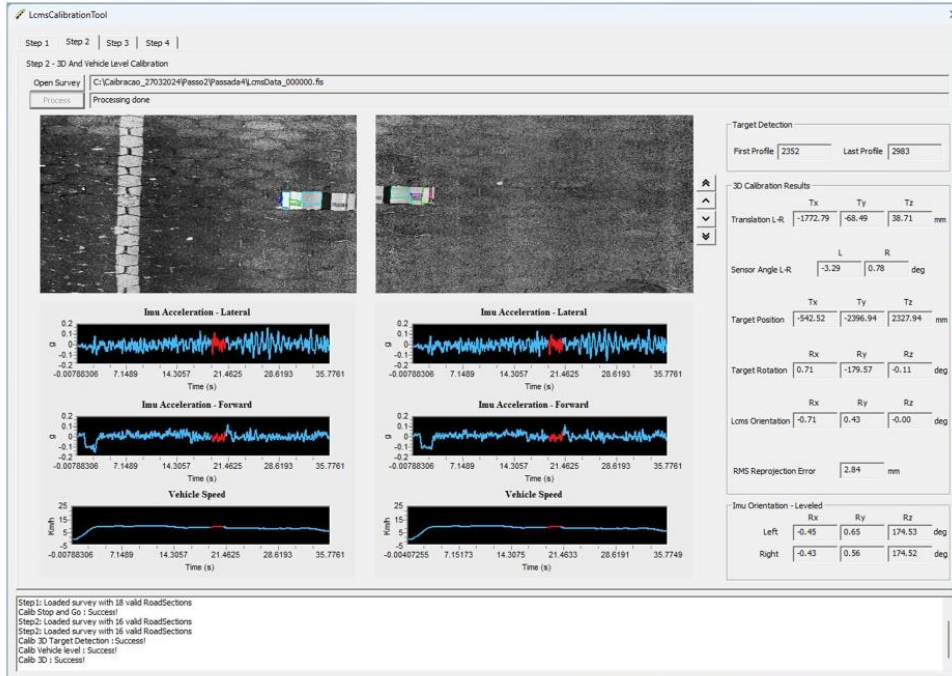 LcmsCalibrationTool
Step 1 Step 2 Step 3 Step 4
Step 2 - 3D And Vehicle Level Calibration
Open Survey C:\Caibracao_27032024\Passo2\Passada4\LcmsData_000000.fis
Process Processing done
Target Detection
First Profile 2352 Last Profile 2983
3D Calibration Results
Tx Ty Tz
Translation L-R -1772.79 -68.49 38.71 mm
L R
Sensor Angle L-R -3.29 0.78 deg
Tx Ty Tz
Target Position -542.52 -2396.94 2327.94 mm
Rx Ry Rz
Target Rotation 0.71 -179.57 -0.11 deg
Rx Ry Rz
Lcms Orientation -0.71 0.43 -0.00 deg
RMS Reprojection Error 2.84 mm
Imu Orientation - Leveled
Rx Ry Rz
Left -0.45 0.65 174.53 deg
Right -0.43 0.56 174.52 deg
Imu Acceleration - Lateral
g
0.2
0.1
0
-0.1
-0.2
-0.00788306 7.1489 14.3057 21.4625 28.6193 35.7761
Time (s)
Imu Acceleration - Lateral
g
0.2
0.1
0
-0.1
-0.2
-0.00788306 7.1489 14.3057 21.4625 28.6193 35.7761
Time (s)
Imu Acceleration - Forward
g
0.2
0.1
0
-0.1
-0.2
-0.00788306 7.1489 14.3057 21.4625 28.6193 35.7761
Time (s)
Imu Acceleration - Forward
g
0.2
0.1
0
-0.1
-0.2
-0.00788306 7.1489 14.3057 21.4625 28.6193 35.7761
Time (s)
Vehicle Speed
Km/h
25
15
5
-5
-0.00788306 7.1489 14.3057 21.4625 28.6193 35.7761
Time (s)
Vehicle Speed
Km/h
25
15
5
-5
-0.00407255 7.15173 14.3075 21.4633 28.6191 35.7749
Time (s)
Step1: Loaded survey with 18 valid RoadSections
Calib Stop and Go : Success!
Step2: Loaded survey with 16 valid RoadSections
Step2: Loaded survey with 16 valid RoadSections
Calib 3D Target Detection : Success!
Calib Vehicle level : Success!
Calib 3D : Success!